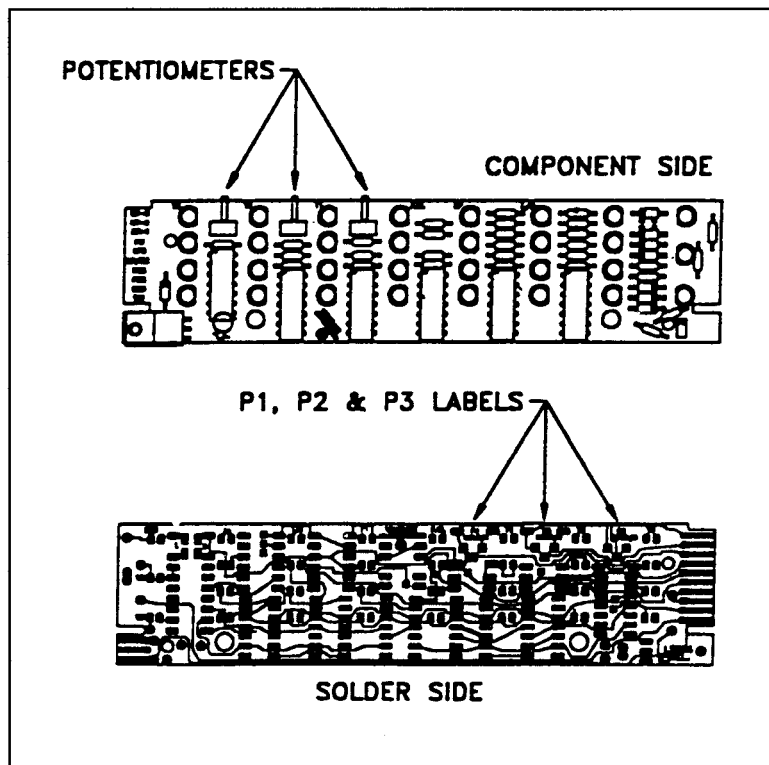 POTENTIOMETERS
COMPONENT SIDE
P1, P2 & P3 LABELS
SOLDER SIDE